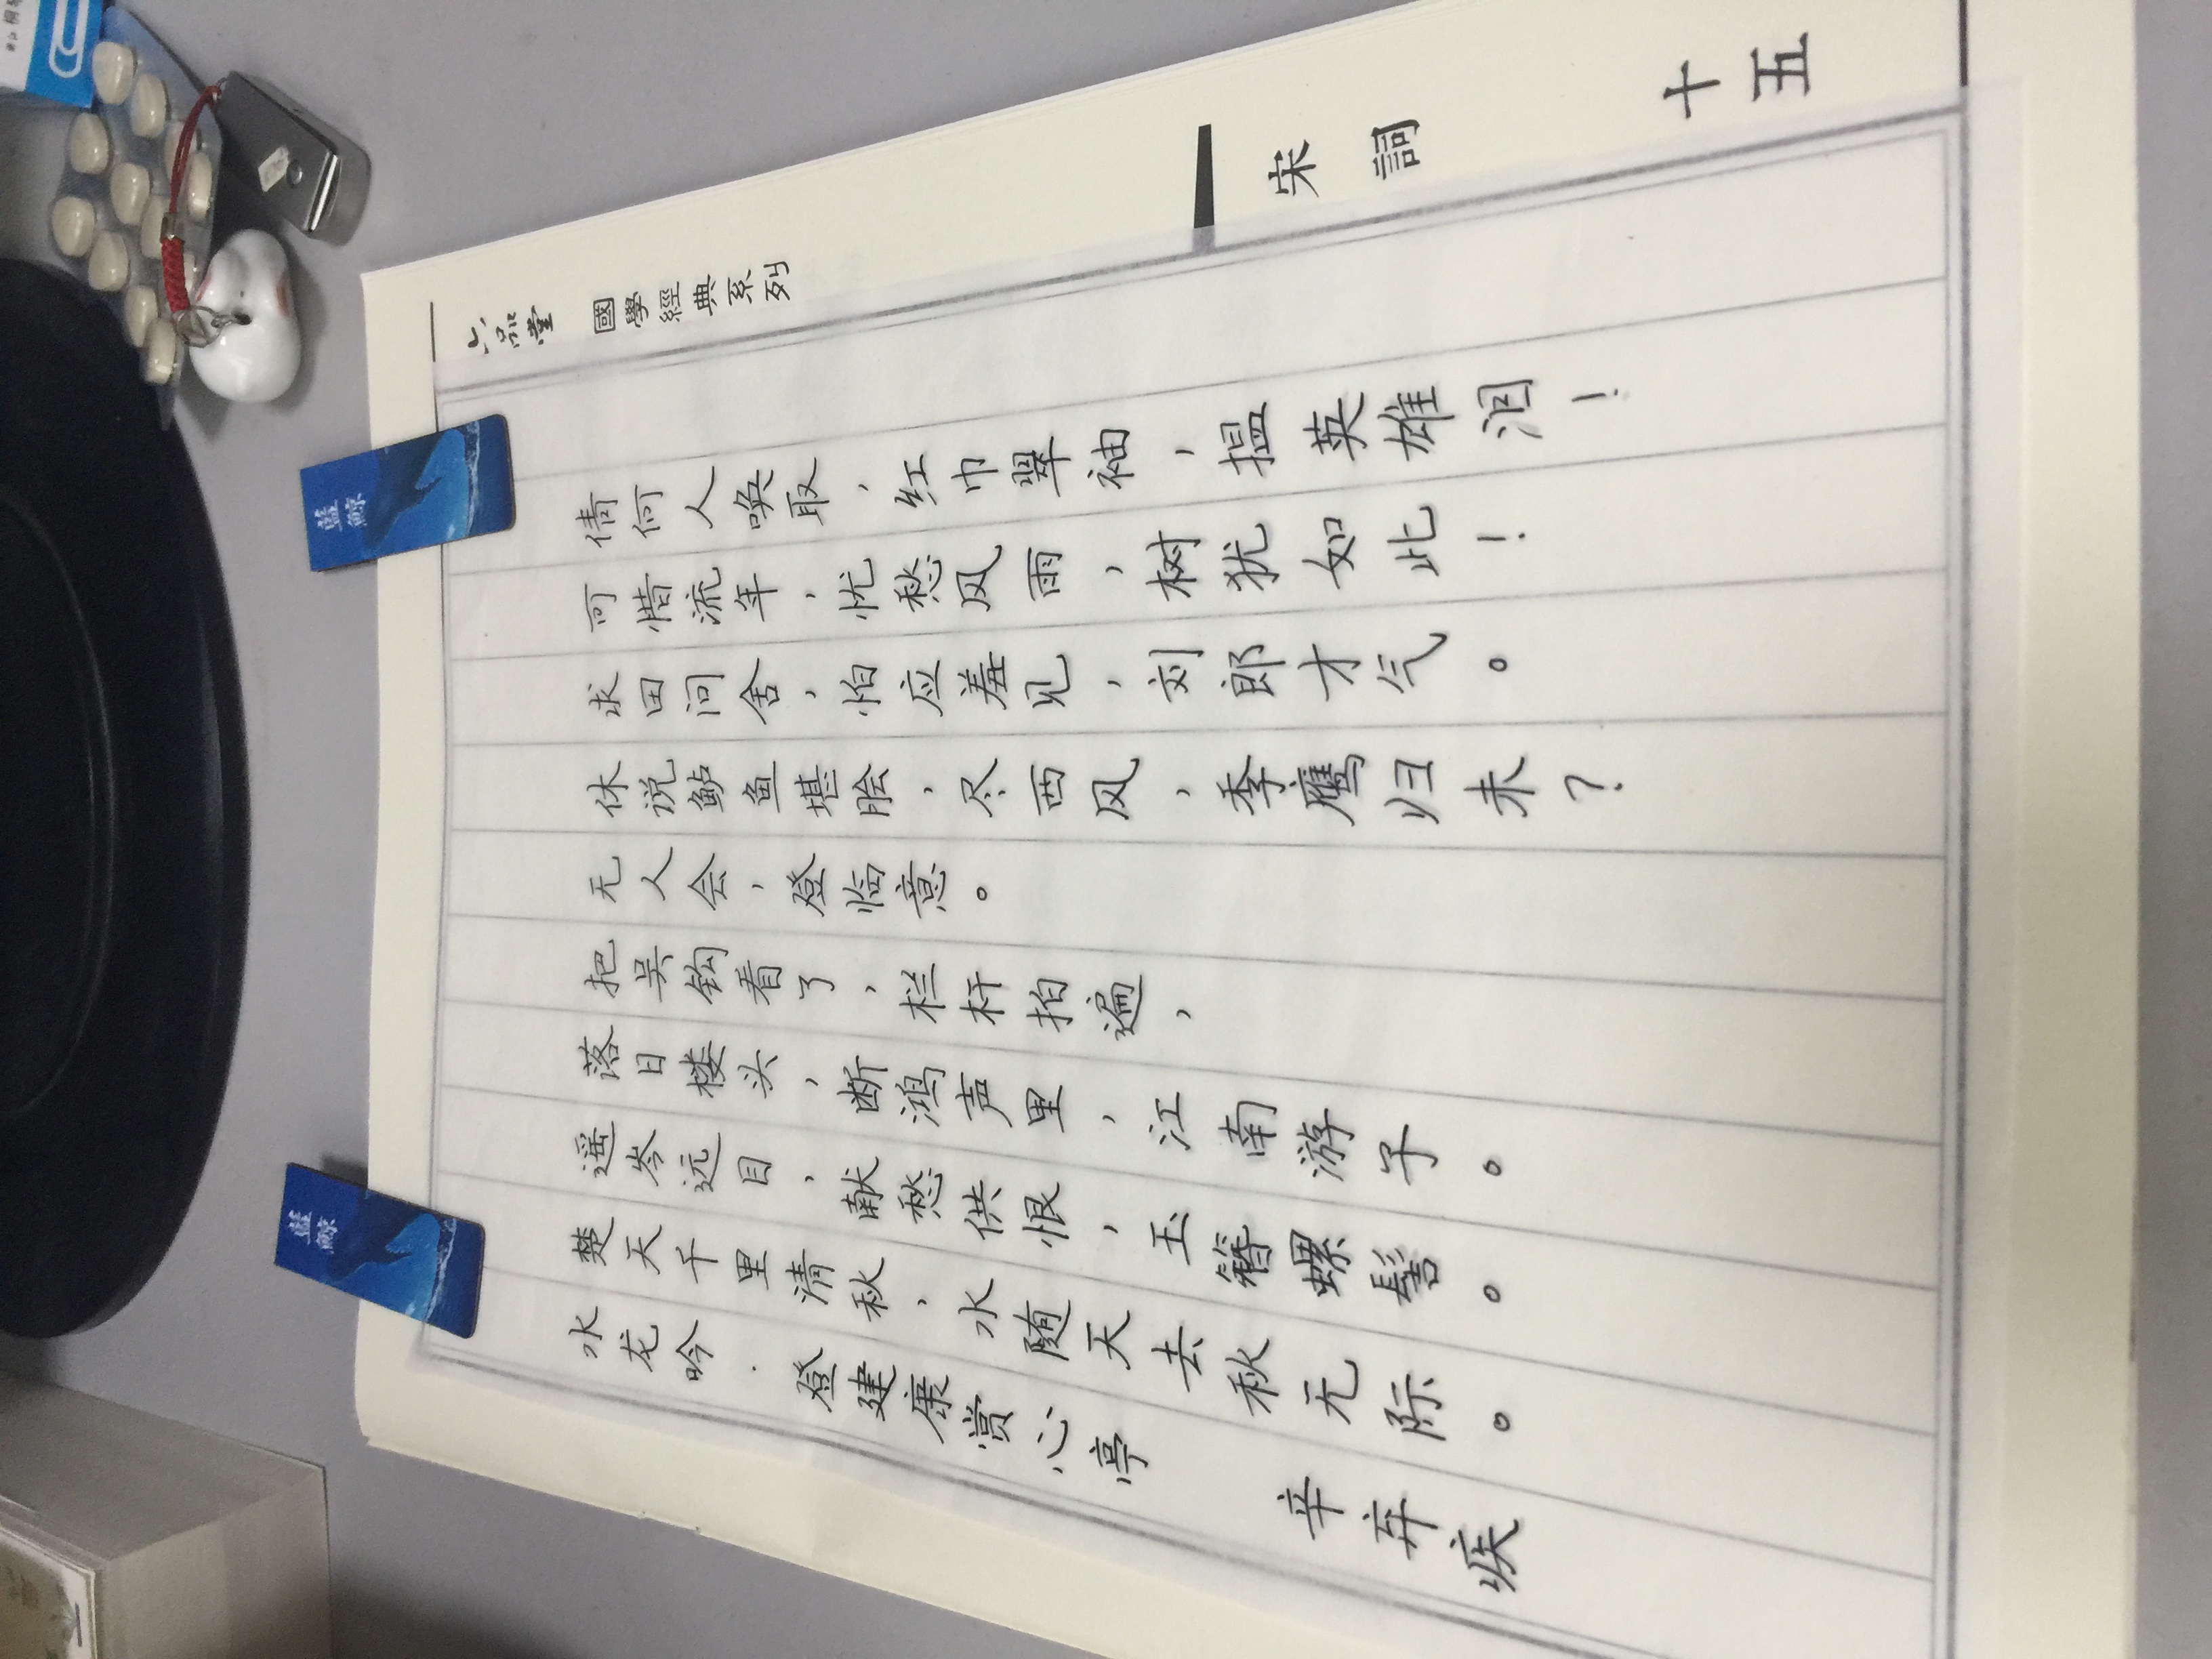 水龙吟·登建康赏心亭 辛弃疾
楚天千里清秋,水随天去秋无际。
遥岑远目,献愁供恨,玉簪螺髻。
落日楼头,断鸿声里,江南游子。
把吴钩看了,栏杆拍遍,
无人会,登临意。
休说鲈鱼堪脍,尽西风,季鹰归未?
求田问舍,怕应羞见,刘郎才气。
可惜流年,忧愁风雨,树犹如此!
倩何人唤取,红巾翠袖,揾英雄泪!
六品堂 國學經典系列
宋詞
十五
藍鲸
藍鲸